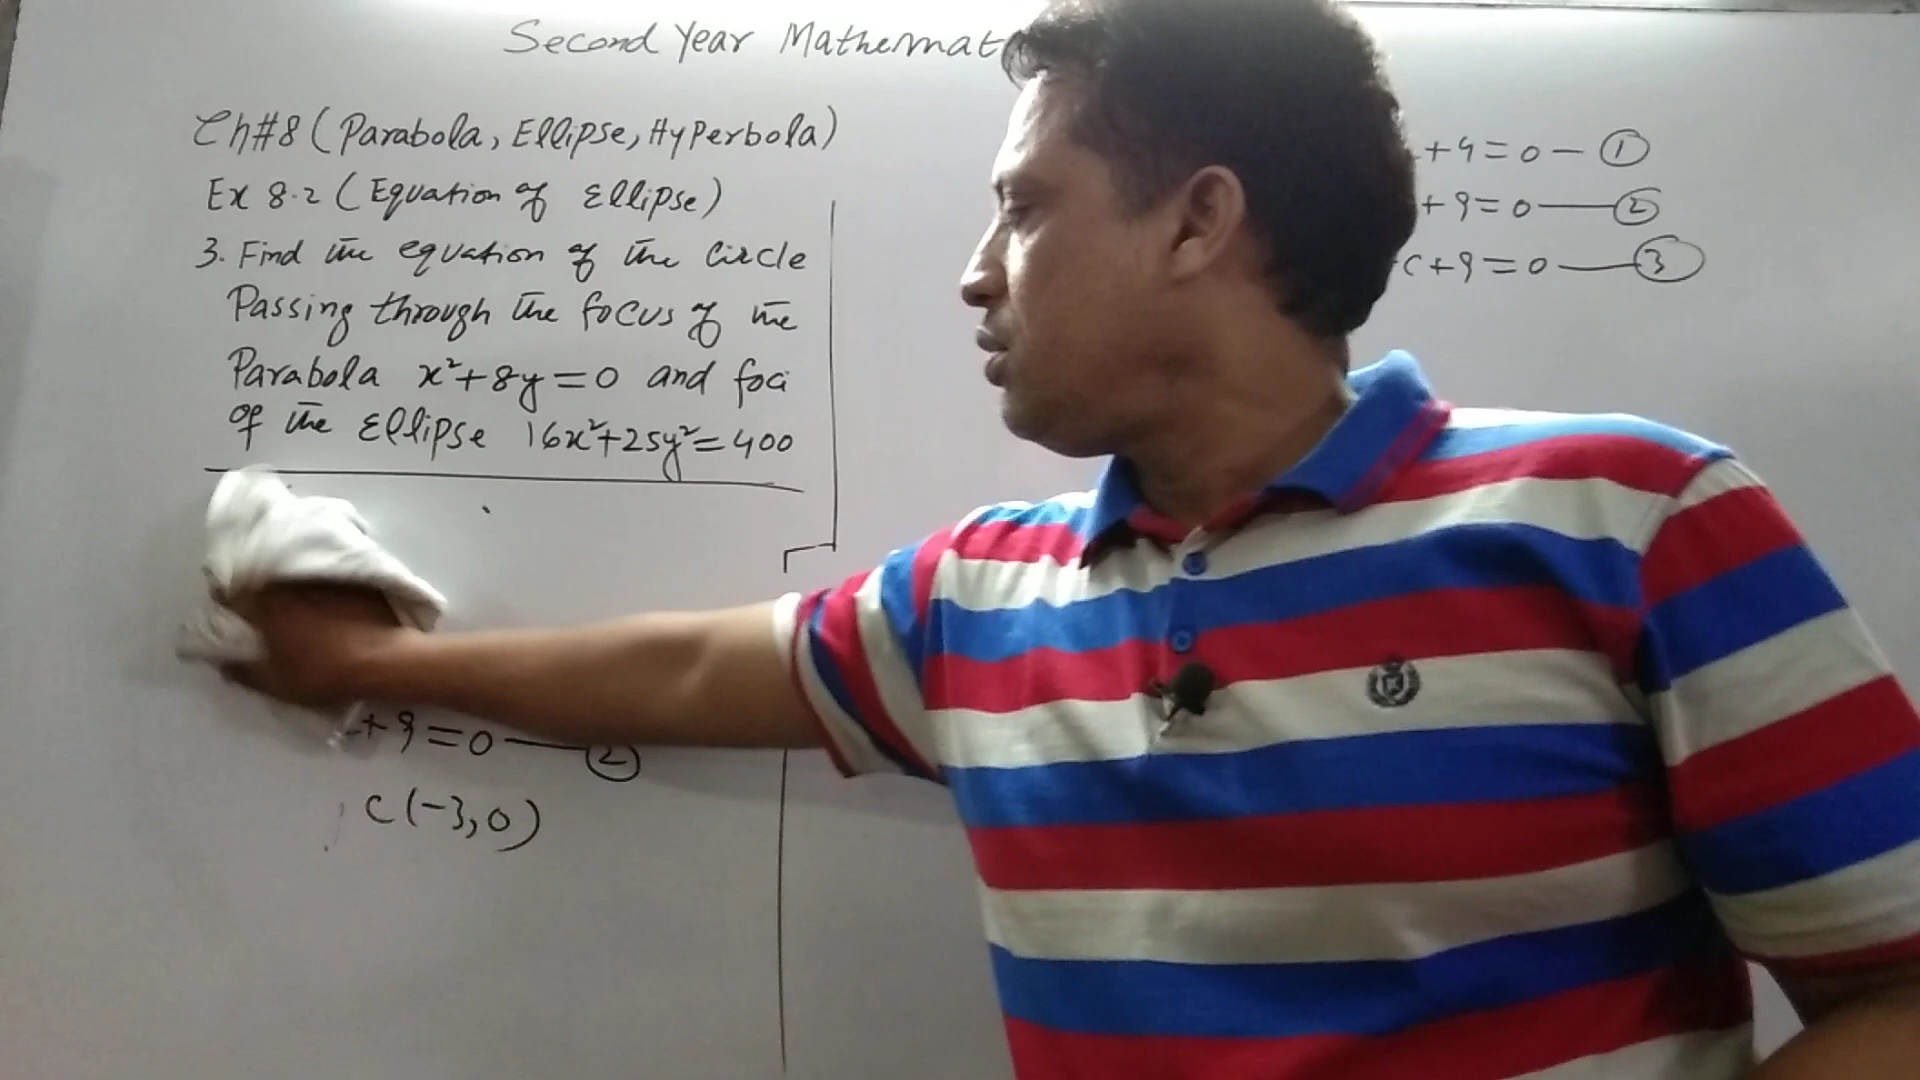 Second Year Mathemat
Ch#8 (Parabola, Ellipse, Hyperbola)
Ex 8.2 (Equation of Ellipse)
3. Find the equation of the Circle
Passing through the focus of the
Parabola x²+8y=0 and foci
of the Ellipse 16x²+25y²=400
+9=0 — ②
C(-3,0)
+4=0 — ①
+9=0 — ②
c+9=0 — ③